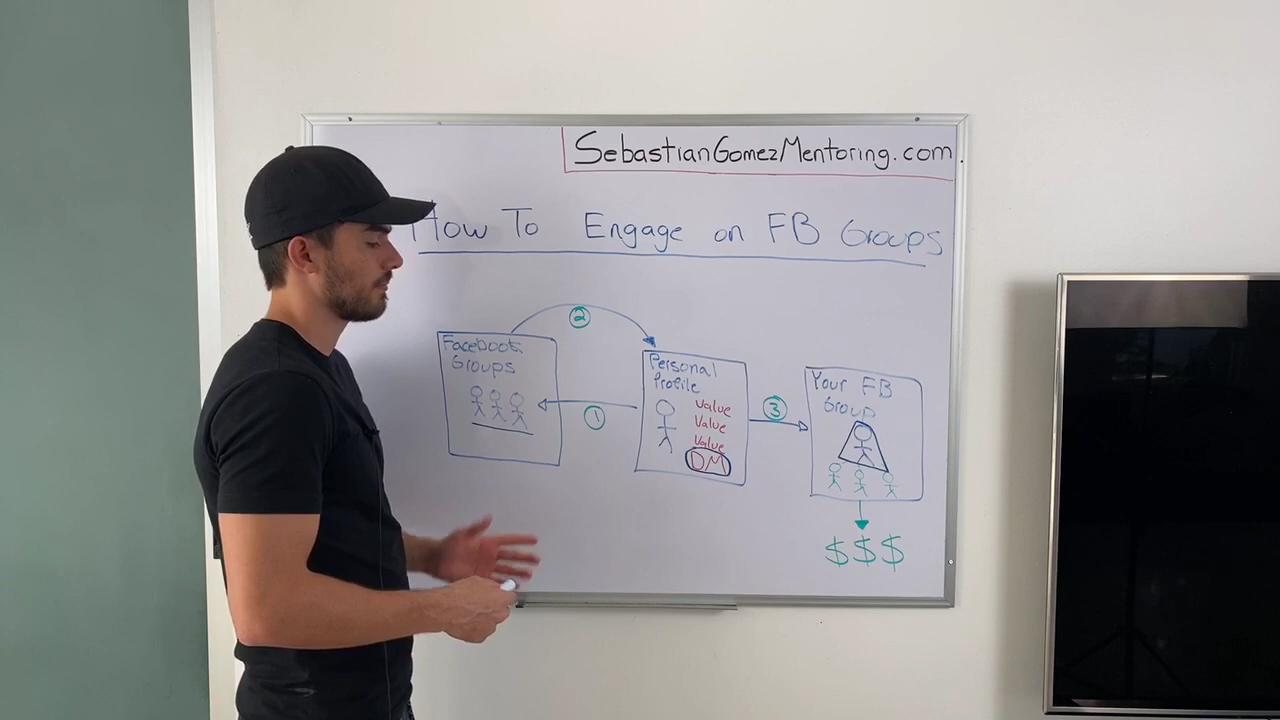 SebastianGomezMentoring.com
How To Engage on FB Groups
Facebook
Groups
2
1
Personal
Profile
Value
Value
Value
DM
3
Your FB
Group
$$$